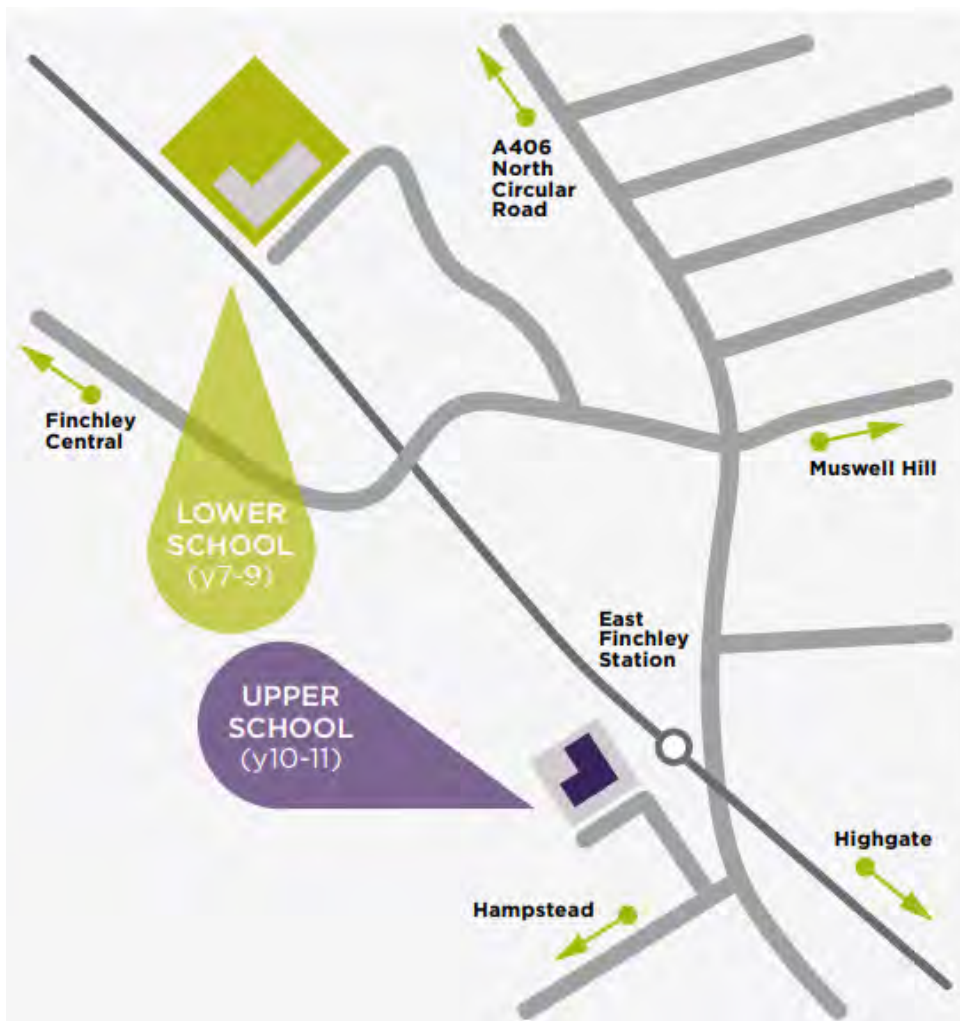 A406
North
Circular
Road
Finchley
Central
Muswell Hill
LOWER
SCHOOL
(y7-9)
East
Finchley
Station
UPPER
SCHOOL
(y10-11)
Highgate
Hampstead